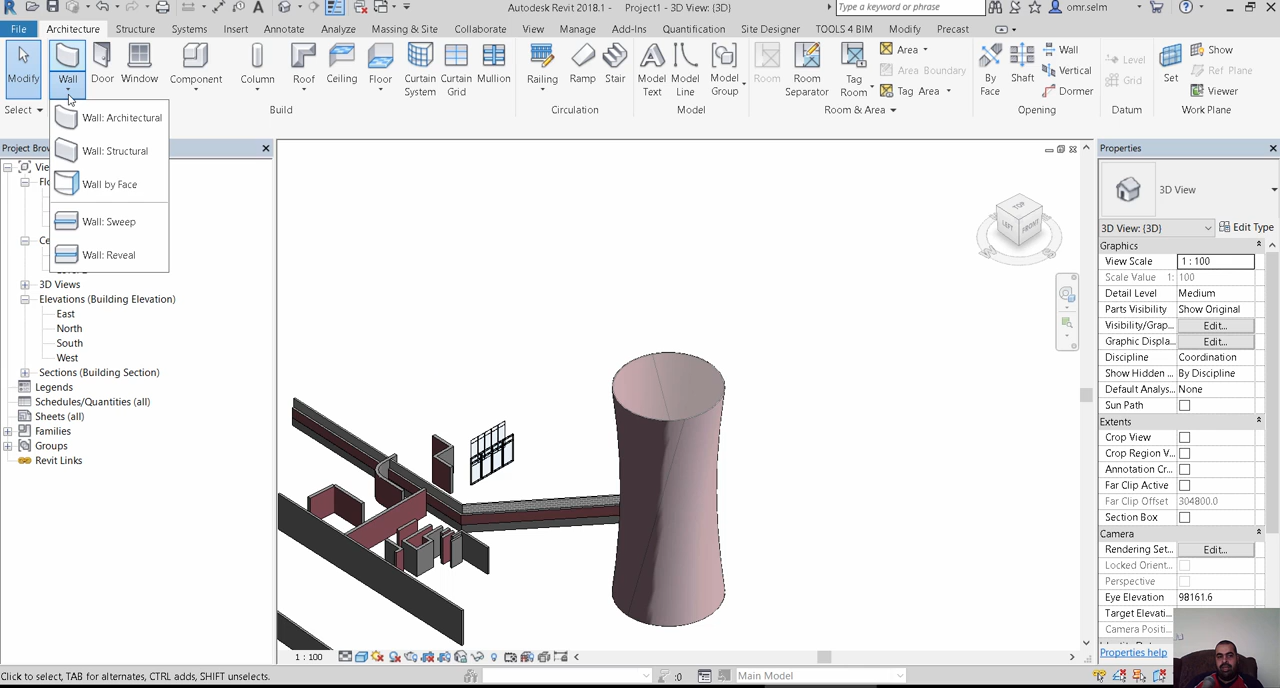 Autodesk Revit 2018.1 - Project1 - 3D View: {3D}
Type a keyword or phrase
omr.selm
File Architecture Structure Systems Insert Annotate Analyze Massing & Site Collaborate View Manage Add-Ins Quantification Site Designer TOOLS 4 BIM Modify Precast
Modify Wall Door Window Component Column Roof Ceiling Floor Curtain System Curtain Grid Mullion
Railing Ramp Stair Model Text Model Line Model Group Room Room Separator Tag Room
Area
Area Boundary
Tag Area
By Face Shaft
Wall
Vertical
Dormer
Level
Grid
Set
Show
Ref Plane
Viewer
Select Build Circulation Model Room & Area Opening Datum Work Plane
Wall: Architectural
Wall: Structural
Wall by Face
Wall: Sweep
Wall: Reveal
Project Brow
View
Flo
Ce
3D Views
Elevations (Building Elevation)
East
North
South
West
Sections (Building Section)
Legends
Schedules/Quantities (all)
Sheets (all)
Families
Groups
Revit Links
TOP
LEFT
FRONT
Properties
3D View
3D View: {3D}
Edit Type
Graphics
View Scale 1 : 100
Scale Value 1: 100
Detail Level Medium
Parts Visibility Show Original
Visibility/Grap... Edit...
Graphic Displa... Edit...
Discipline Coordination
Show Hidden ... By Discipline
Default Analys... None
Sun Path
Extents
Crop View
Crop Region V...
Annotation Cr...
Far Clip Active
Far Clip Offset 304800.0
Section Box
Camera
Rendering Set... Edit...
Locked Orient...
Perspective
Eye Elevation 98161.6
Target Elevati...
Camera Positi...
Properties help
1 : 100
Click to select, TAB for alternates, CTRL adds, SHIFT unselects.
:0
Main Model